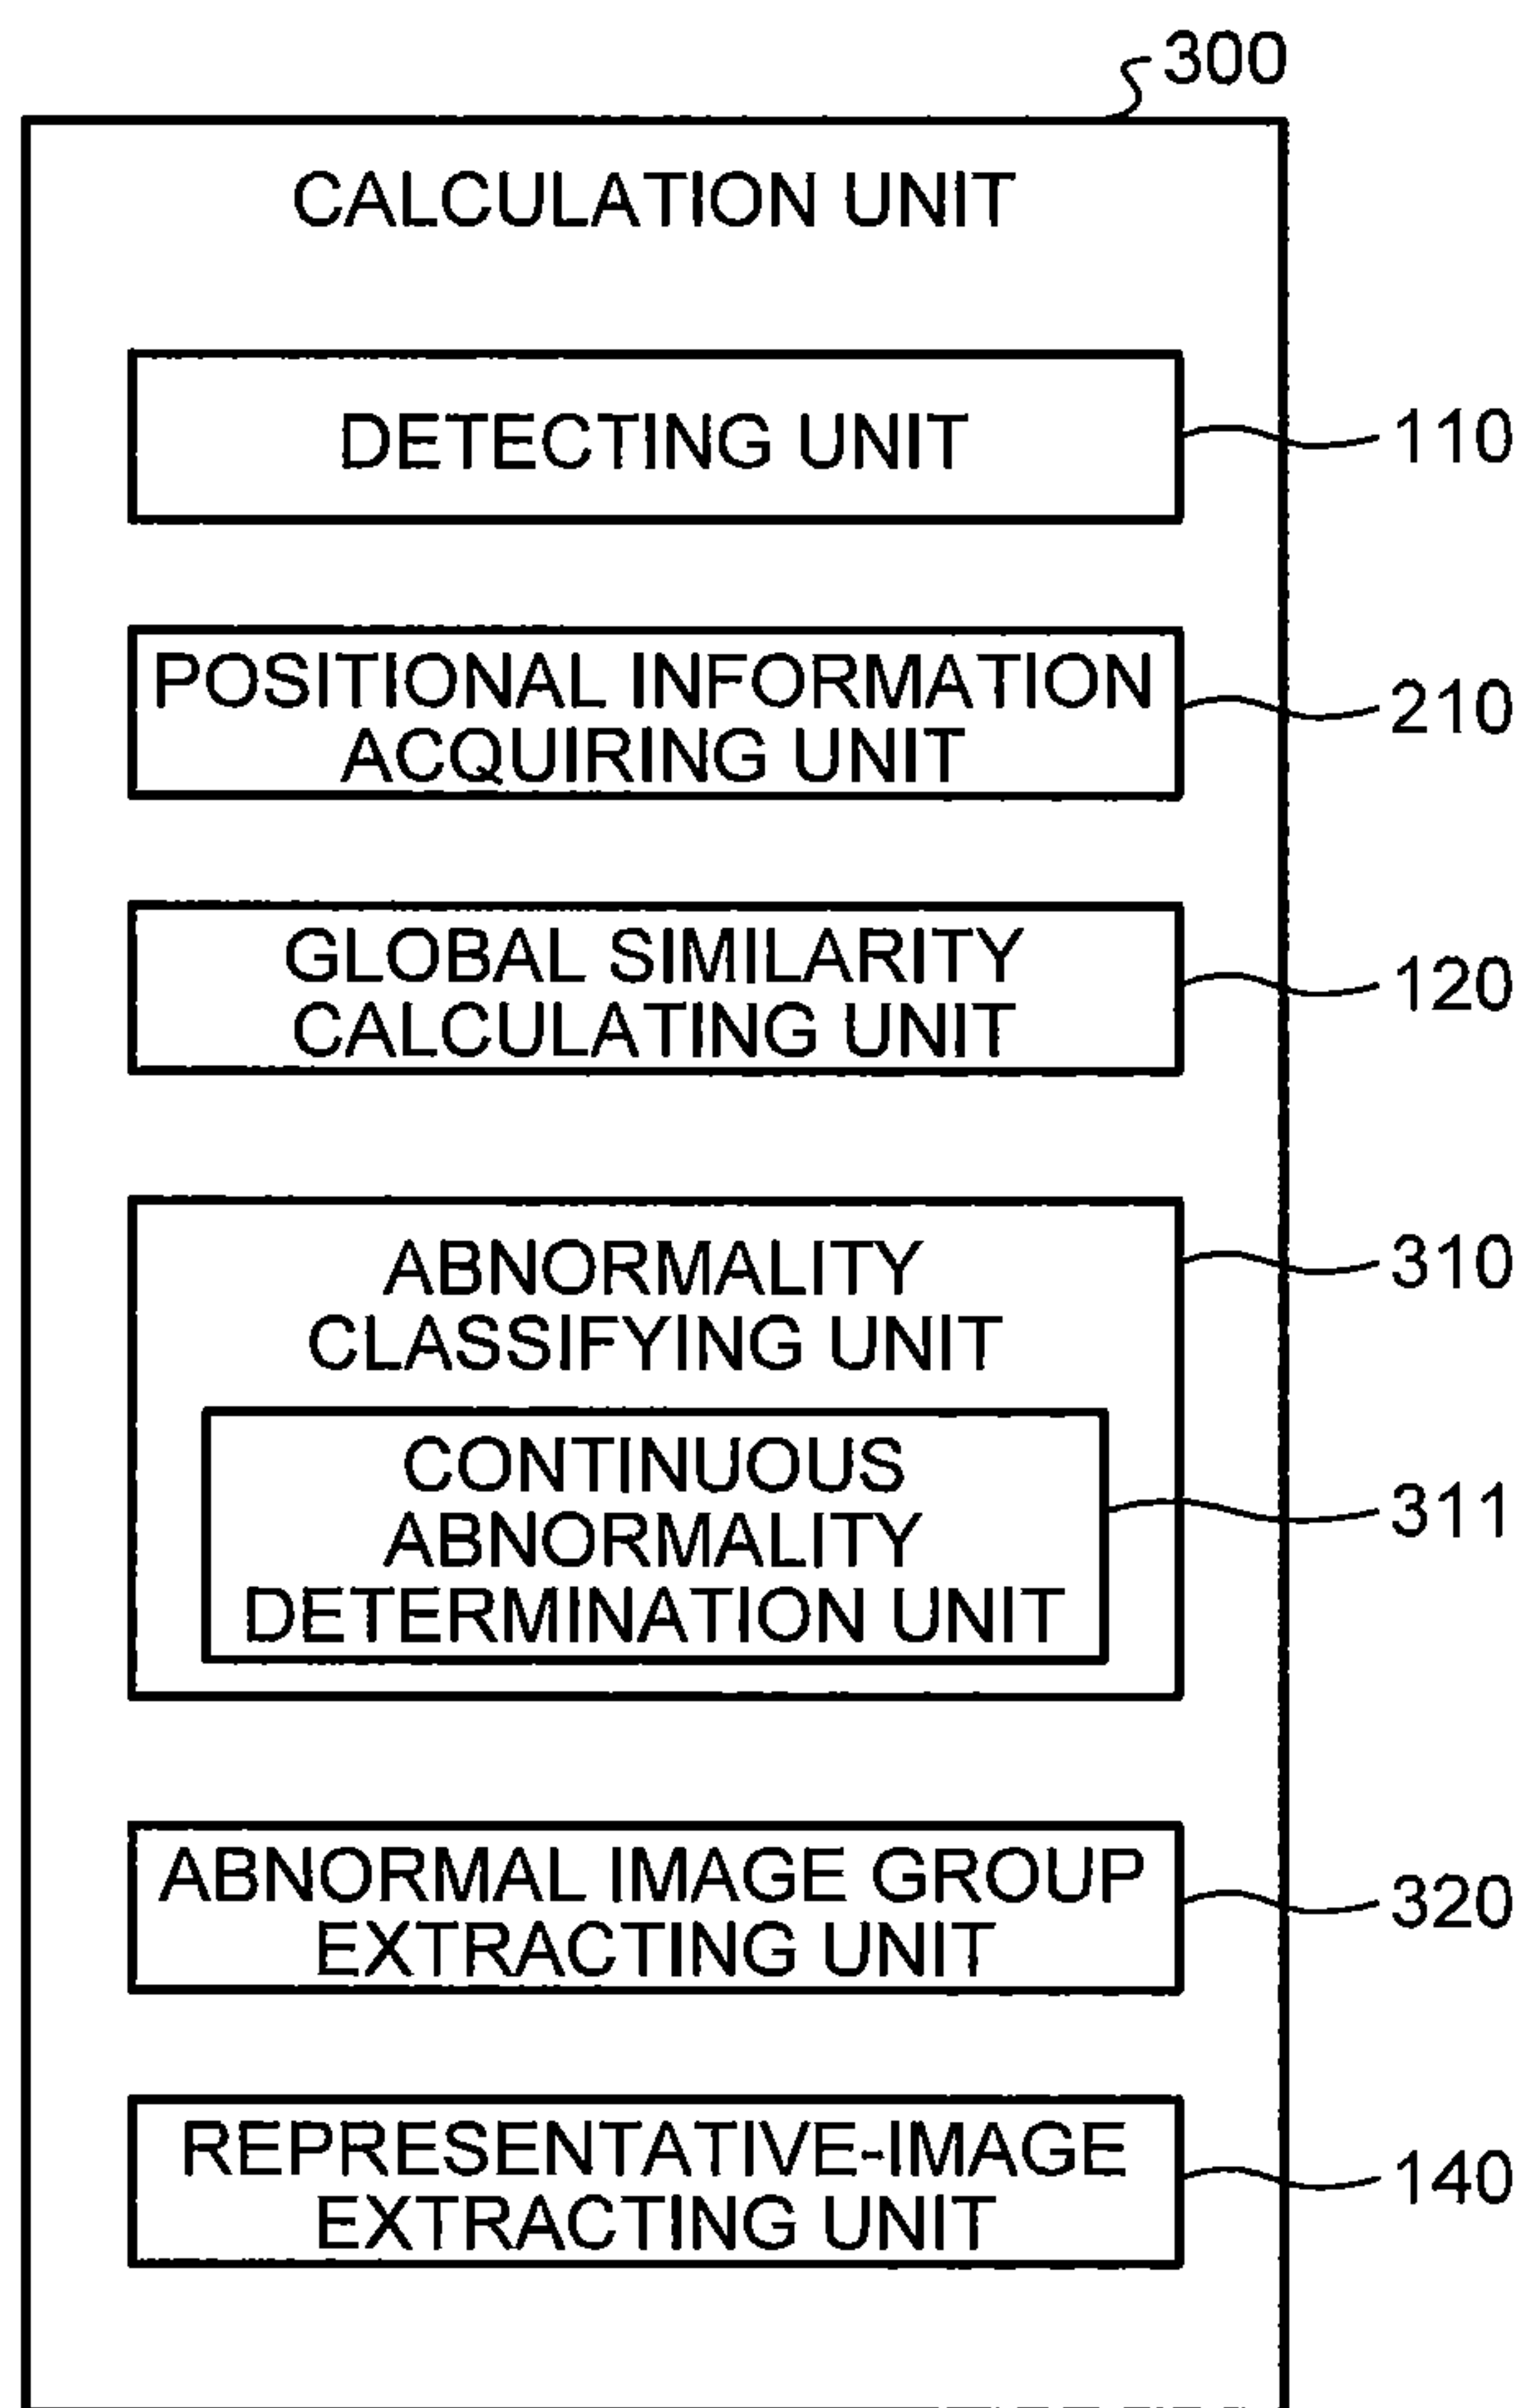 300
CALCULATION UNIT
DETECTING UNIT
110
POSITIONAL INFORMATION
ACQUIRING UNIT
210
GLOBAL SIMILARITY
CALCULATING UNIT
120
ABNORMALITY
CLASSIFYING UNIT
310
CONTINUOUS
ABNORMALITY
DETERMINATION UNIT
311
ABNORMAL IMAGE GROUP
EXTRACTING UNIT
320
REPRESENTATIVE-IMAGE
EXTRACTING UNIT
140